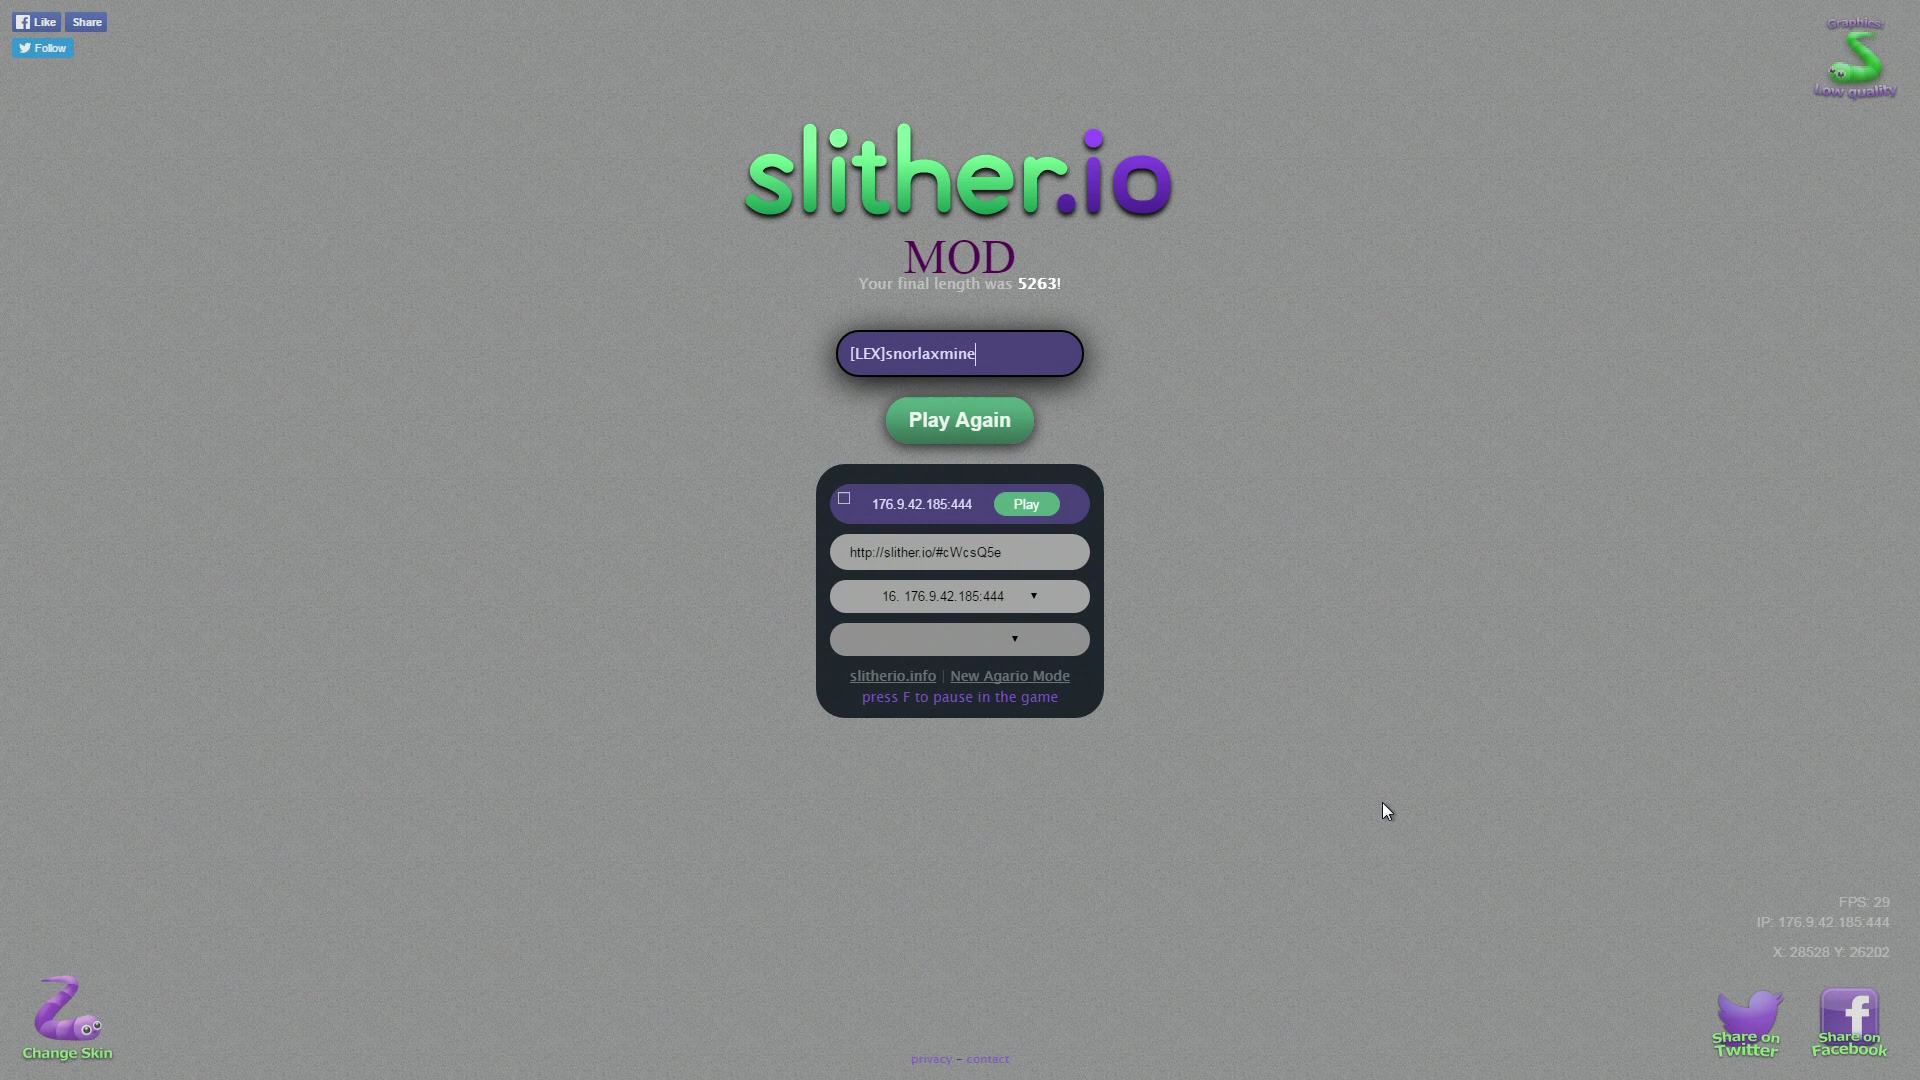 Like Share
Follow
Graphics:
Low quality
slither.io
MOD
Your final length was 5263!
[LEX]snorlaxmine
Play Again
176.9.42.185:444 Play
http://slither.io/#cWcsQ5e
16. 176.9.42.185:444
slitherio.info | New Agario Mode
press F to pause in the game
FPS: 29
IP: 176.9.42.185:444
X: 28528 Y: 26202
Change Skin
Share on Twitter
Share on Facebook
privacy - contact